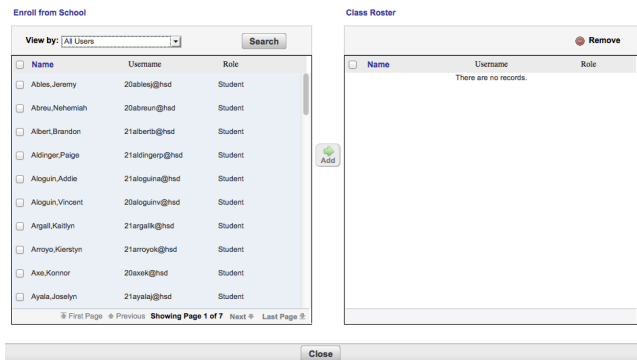 Enroll from School
Class Roster
View by: All Users
Search
Remove
Name Username Role
Name Username Role
There are no records.
Ables,Jeremy 20ablesj@hsd Student
Abreu,Nehemiah 20abreun@hsd Student
Albert,Brandon 21albertb@hsd Student
Aldinger,Paige 21aldingerp@hsd Student
Aloguin,Addie 21aloguina@hsd Student
Aloguin,Vincent 20aloguinv@hsd Student
Argall,Kaitlyn 21argallk@hsd Student
Arroyo,Kierstyn 21arroyok@hsd Student
Axe,Konnor 20axek@hsd Student
Ayala,Joselyn 21ayalaj@hsd Student
Add
First Page Previous Showing Page 1 of 7 Next Last Page
Close